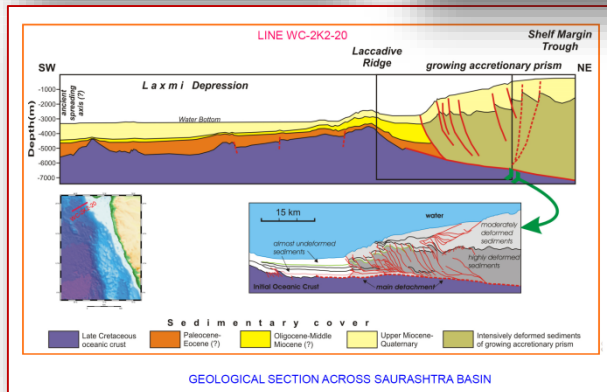 LINE WC-2K2-20
Shelf Margin
Trough
Laccadive
Ridge
SW
Laxmi Depression
growing accretionary prism
NE
ancient
spreading
axis (?)
Water Bottom
Depth(m)
-1000
-2000
-3000
-4000
-5000
-6000
-7000
15 km
water
moderately
deformed
sediments
almost undeformed
sediments
highly deformed
sediments
Initial Oceanic Crust
main detachment
Sedimentary cover
Late Cretaceous
oceanic crust
Paleocene-
Eocene (?)
Oligocene-Middle
Miocene (?)
Upper Miocene-
Quaternary
Intensively deformed sediments
of growing accretionary prism
GEOLOGICAL SECTION ACROSS SAURASHTRA BASIN